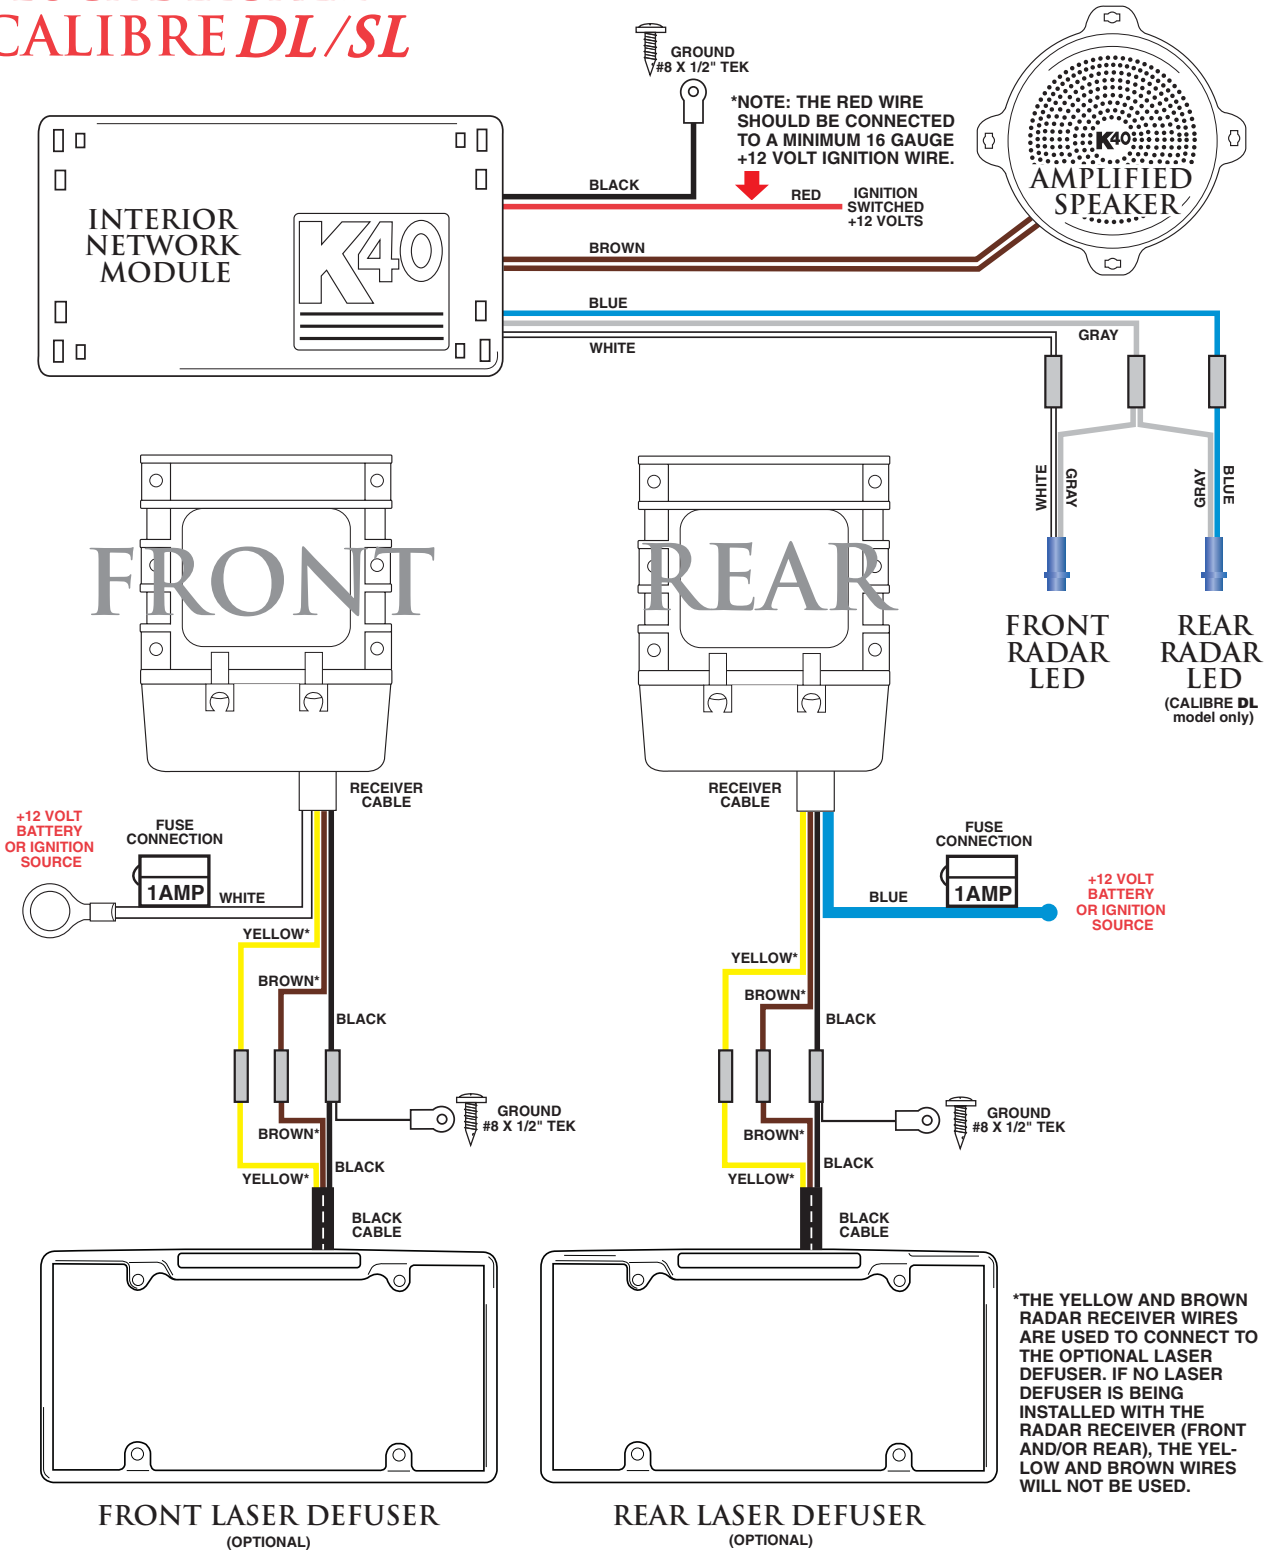 CALIBRE DL/SL
GROUND
#8 X 1/2" TEK
*NOTE: THE RED WIRE
SHOULD BE CONNECTED
TO A MINIMUM 16 GAUGE
+12 VOLT IGNITION WIRE.
K40
AMPLIFIED
SPEAKER
INTERIOR
NETWORK
MODULE
K40
BLACK
RED
IGNITION
SWITCHED
+12 VOLTS
BROWN
BLUE
WHITE
GRAY
WHITE
GRAY
GRAY
BLUE
FRONT
RADAR
LED
REAR
RADAR
LED
(CALIBRE DL
model only)
FRONT
REAR
RECEIVER
CABLE
RECEIVER
CABLE
+12 VOLT
BATTERY
OR IGNITION
SOURCE
FUSE
CONNECTION
1AMP
WHITE
YELLOW*
BROWN*
BLACK
GROUND
#8 X 1/2" TEK
BROWN*
BLACK
YELLOW*
BLACK
CABLE
FUSE
CONNECTION
1AMP
BLUE
+12 VOLT
BATTERY
OR IGNITION
SOURCE
YELLOW*
BROWN*
BLACK
GROUND
#8 X 1/2" TEK
BROWN*
BLACK
YELLOW*
BLACK
CABLE
*THE YELLOW AND BROWN
RADAR RECEIVER WIRES
ARE USED TO CONNECT TO
THE OPTIONAL LASER
DEFUSER. IF NO LASER
DEFUSER IS BEING
INSTALLED WITH THE
RADAR RECEIVER (FRONT
AND/OR REAR), THE YEL-
LOW AND BROWN WIRES
WILL NOT BE USED.
FRONT LASER DEFUSER
(OPTIONAL)
REAR LASER DEFUSER
(OPTIONAL)